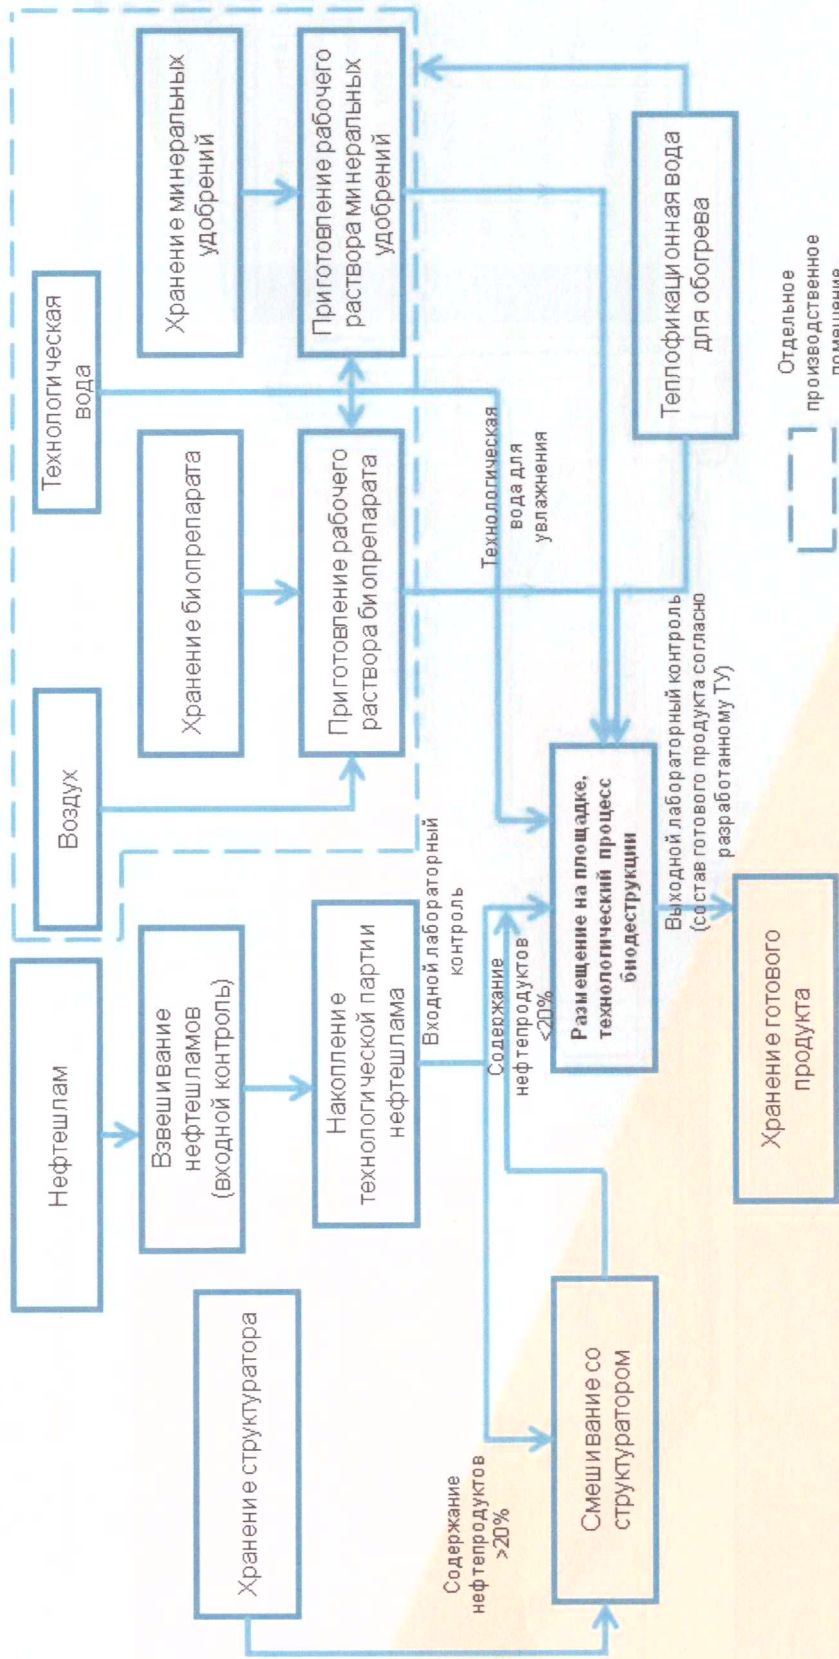 Нефтешлам
Воздух
Технологическая
вода
Хранение структуратора
Взвешивание
нефтешламов
(входной контроль)
Хранение биопрепарата
Хранение минеральных
удобрений
Накопление
технологической партии
нефтешлама
Приготовление рабочего
раствора биопрепарата
Приготовление рабочего
раствора минеральных
удобрений
Входной лабораторный
контроль
Содержание
нефтепродуктов
>20%
Содержание
нефтепродуктов
<20%
Технологическая
вода для
увлажнения
Смешивание со
структуратором
Размещение на площадке,
технологический процесс
биодеструкции
Теплофикационная вода
для обогрева
Выходной лабораторный контроль
(состав готового продукта согласно
разработанному ТУ)
Хранение готового
продукта
Отдельное
производственное
помещение